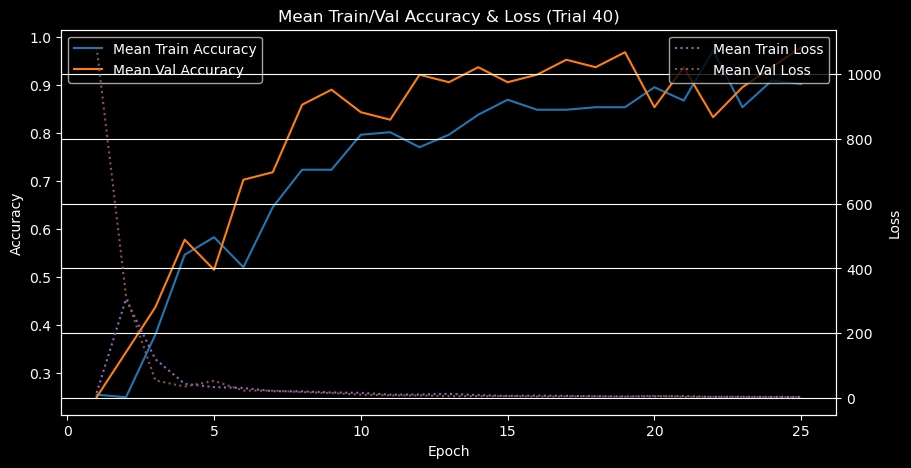 Mean Train/Val Accuracy & Loss (Trial 40)
Mean Train Accuracy
Mean Val Accuracy
Mean Train Loss
Mean Val Loss
1.0
0.9
0.8
0.7
0.6
0.5
0.4
0.3
Accuracy
1000
800
600
400
200
0
Loss
0 5 10 15 20 25
Epoch